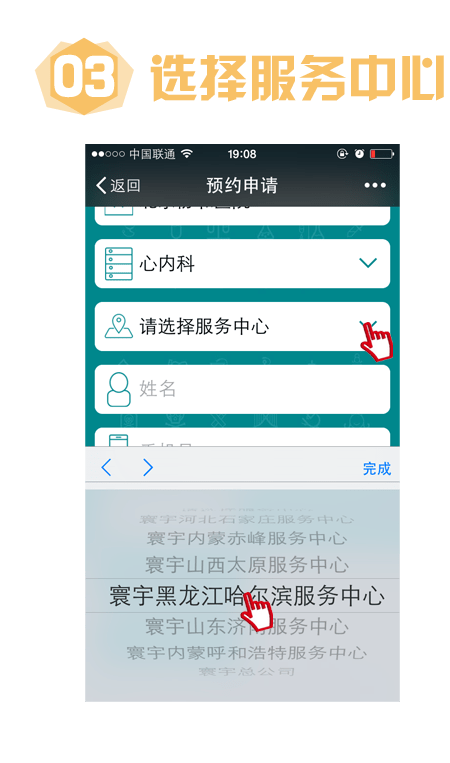 03 选择服务中心
中国联通 19:08
返回 预约申请
心内科
请选择服务中心
姓名
完成
寰宇河北石家庄服务中心
寰宇内蒙赤峰服务中心
寰宇山西太原服务中心
寰宇黑龙江哈尔滨服务中心
寰宇山东济南服务中心
寰宇内蒙呼和浩特服务中心
寰宇总公司